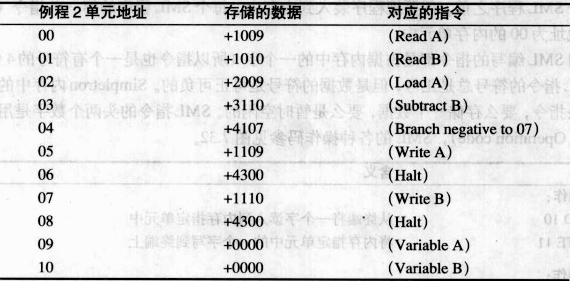 例程2单元地址 存储的数据 对应的指令
00 +1009 (Read A)
01 +1010 (Read B)
02 +2009 (Load A)
03 +3110 (Subtract B)
04 +4107 (Branch negative to 07)
05 +1109 (Write A)
06 +4300 (Halt)
07 +1110 (Write B)
08 +4300 (Halt)
09 +0000 (Variable A)
10 +0000 (Variable B)